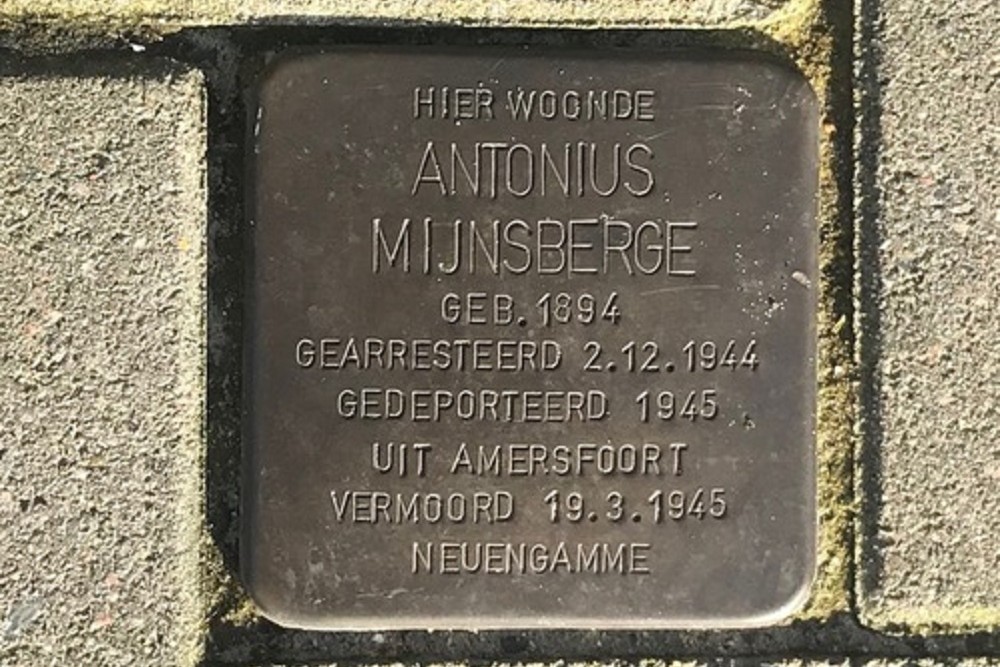 HIER WOONDE
ANTONIUS
MIJNSBERGE
GEB. 1894
GEARRESTEERD 2.12.1944
GEDEPORTEERD 1945
UIT AMERSFOORT
VERMOORD 19.3.1945
NEUENGAMME